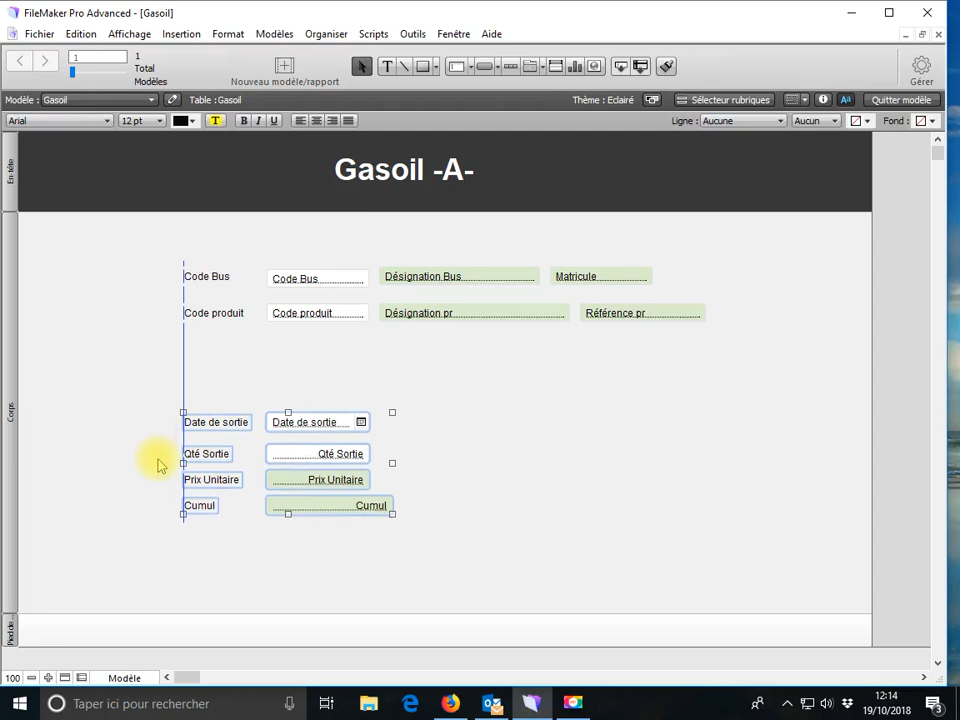 FileMaker Pro Advanced - [Gasoil]
Fichier Edition Affichage Insertion Format Modèles Organiser Scripts Outils Fenêtre Aide
1 1
Total
Modèles
Nouveau modèle/rapport
Gérer
Modèle : Gasoil Table : Gasoil Thème : Eclairé Sélecteur rubriques Aa Quitter modèle
Arial 12 pt B I U Ligne : Aucune Aucun Fond :
En-tête
Gasoil -A-
Corps
Code Bus Code Bus Désignation Bus Matricule
Code produit Code produit Désignation pr Référence pr
Date de sortie Date de sortie
Qté Sortie Qté Sortie
Prix Unitaire Prix Unitaire
Cumul Cumul
Pied de ...
100 Modèle
Taper ici pour rechercher
12:14
19/10/2018
3